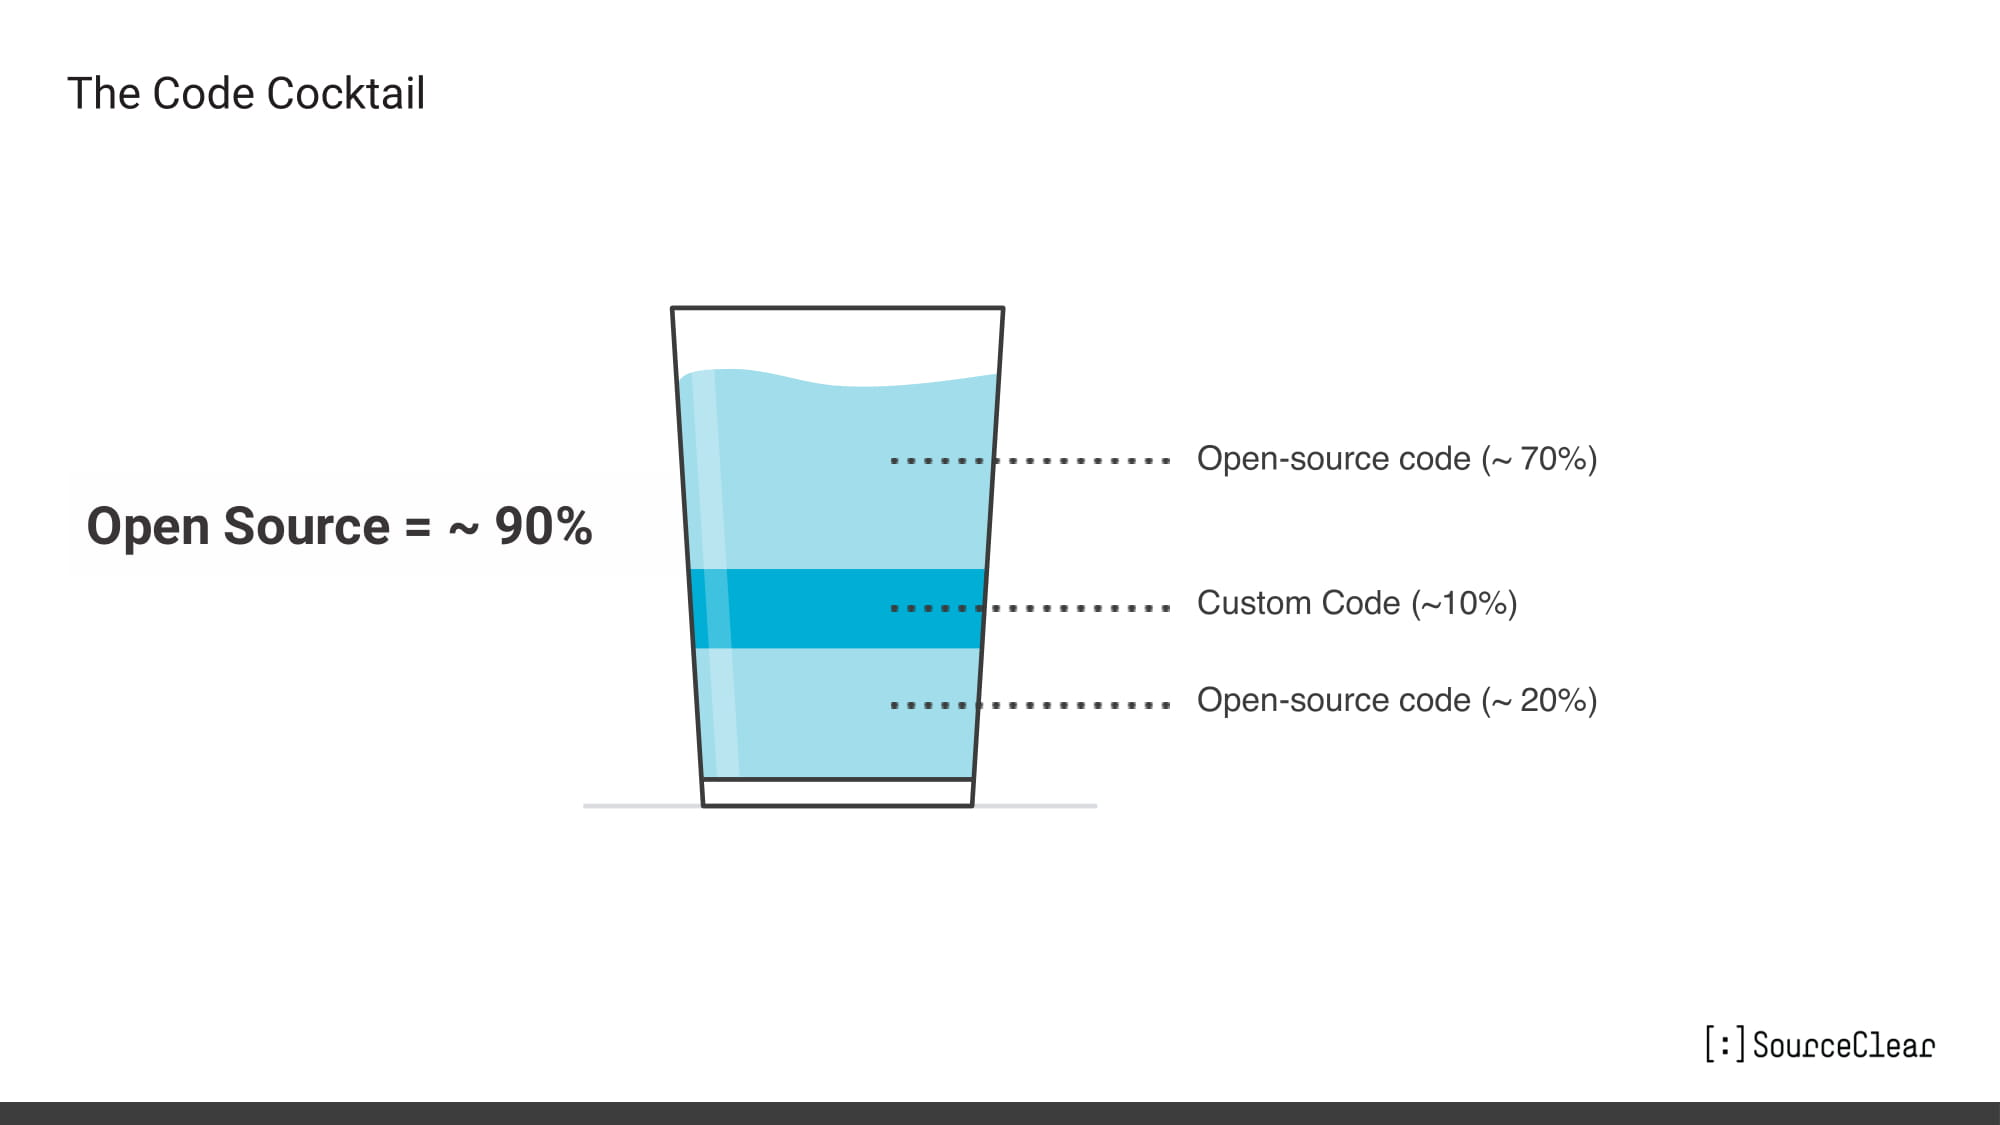 The Code Cocktail
Open Source = ~ 90%
Open-source code (~ 70%)
Custom Code (~10%)
Open-source code (~ 20%)
[:] SourceClear